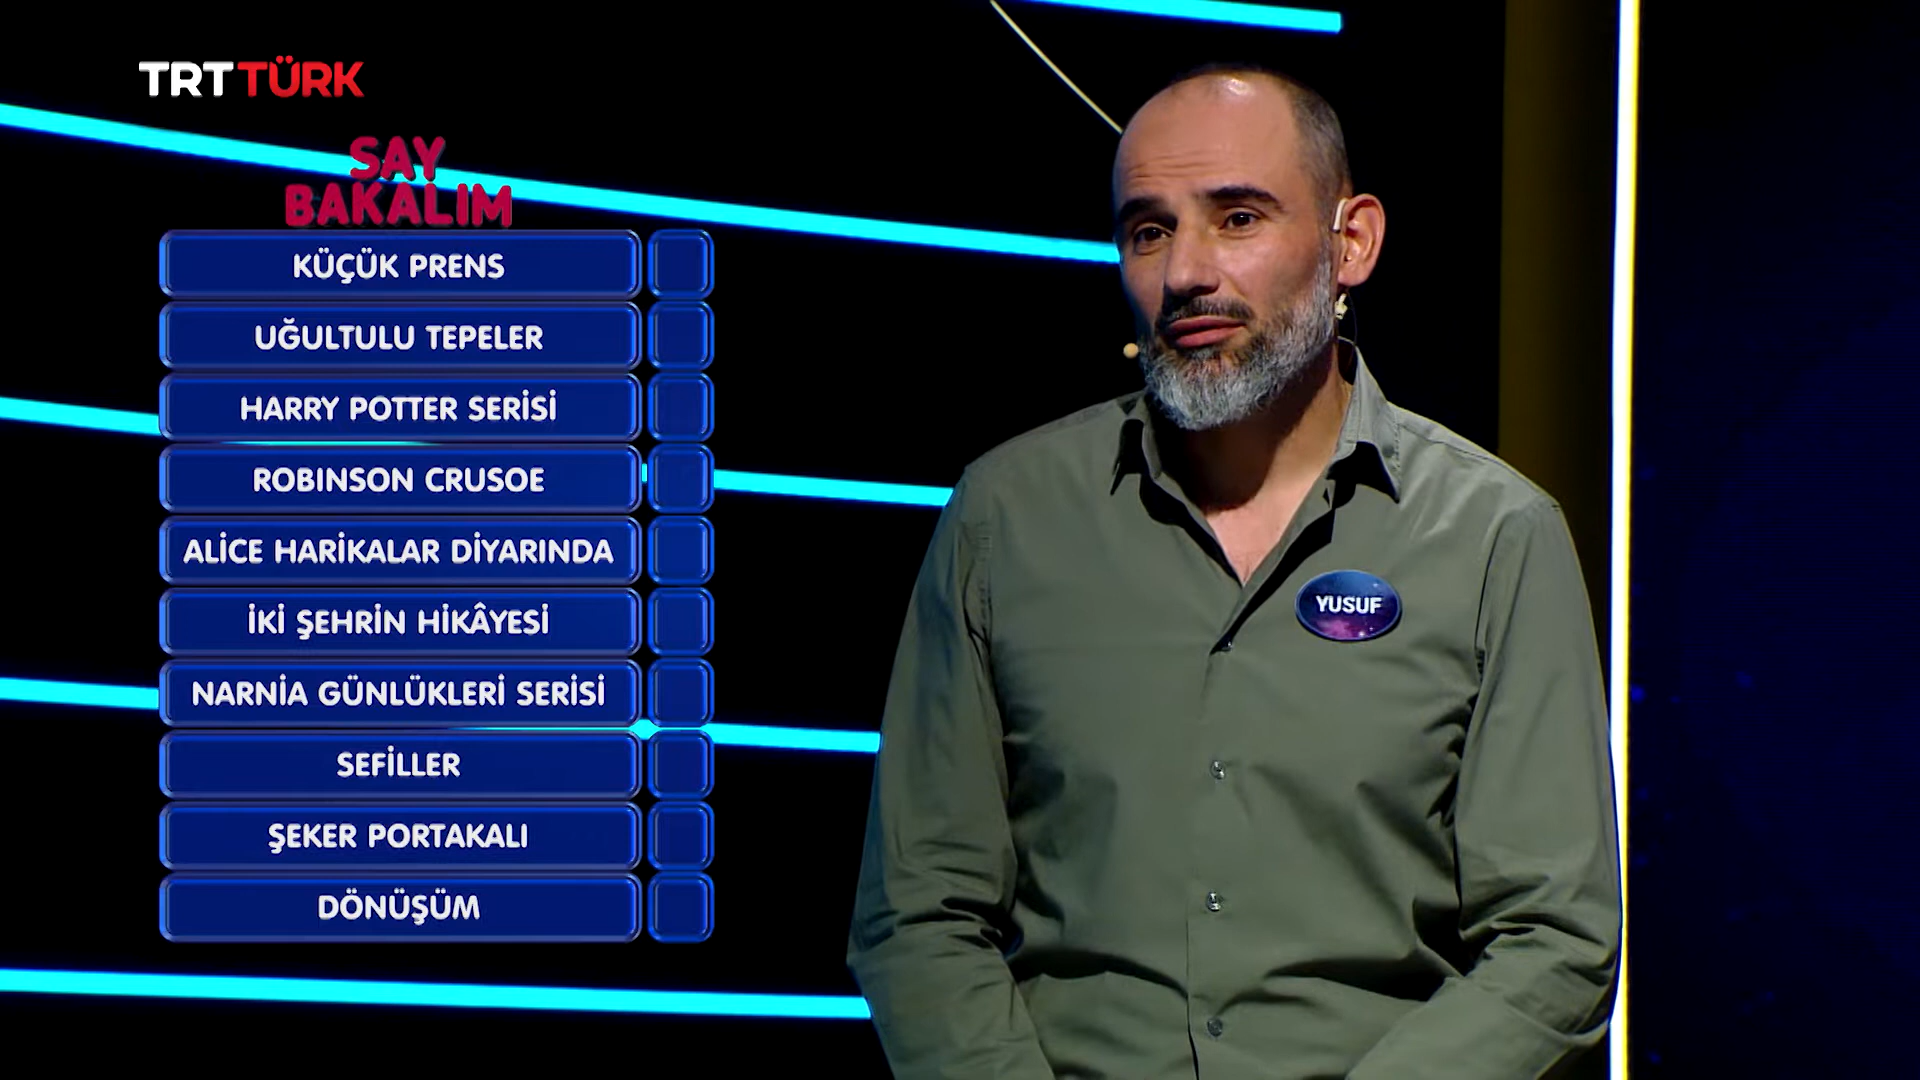 TRT TÜRK
SAY
BAKALIM
KÜÇÜK PRENS
UĞULTULU TEPELER
HARRY POTTER SERİSİ
ROBINSON CRUSOE
ALİCE HARİKALAR DİYARINDA
İKİ ŞEHRİN HİKÂYESİ
NARNİA GÜNLÜKLERİ SERİSİ
SEFİLLER
ŞEKER PORTAKALI
DÖNÜŞÜM
YUSUF